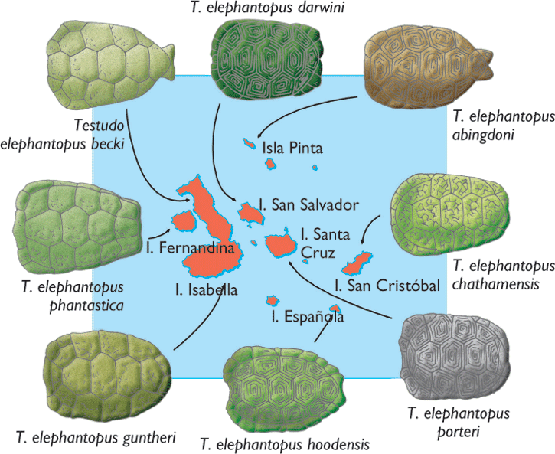 T. elephantopus darwini
Testudo
elephantopus becki
T. elephantopus
abingdoni
Isla Pinta
I. San Salvador
I. Santa
Cruz
I. Fernandina
I. Isabella
I. San Cristóbal
I. Española
T. elephantopus
phantastica
T. elephantopus
chathamensis
T. elephantopus guntheri
T. elephantopus hoodensis
T. elephantopus
porteri